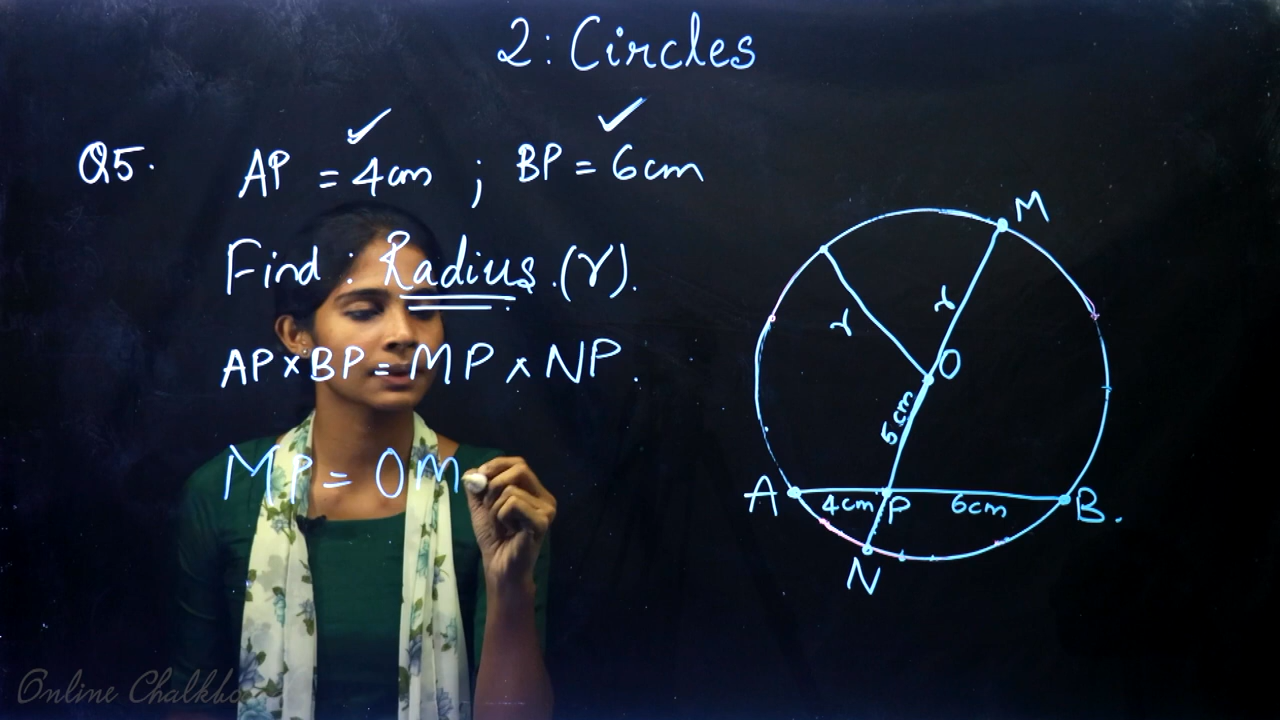 2: Circles
Q5. AP = 4cm ; BP = 6cm
Find : Radius. (r).
AP × BP = MP × NP.
MP = OM
M
r
r
O
5cm
A
4cm
P
6cm
B.
N
Online Chalkbo